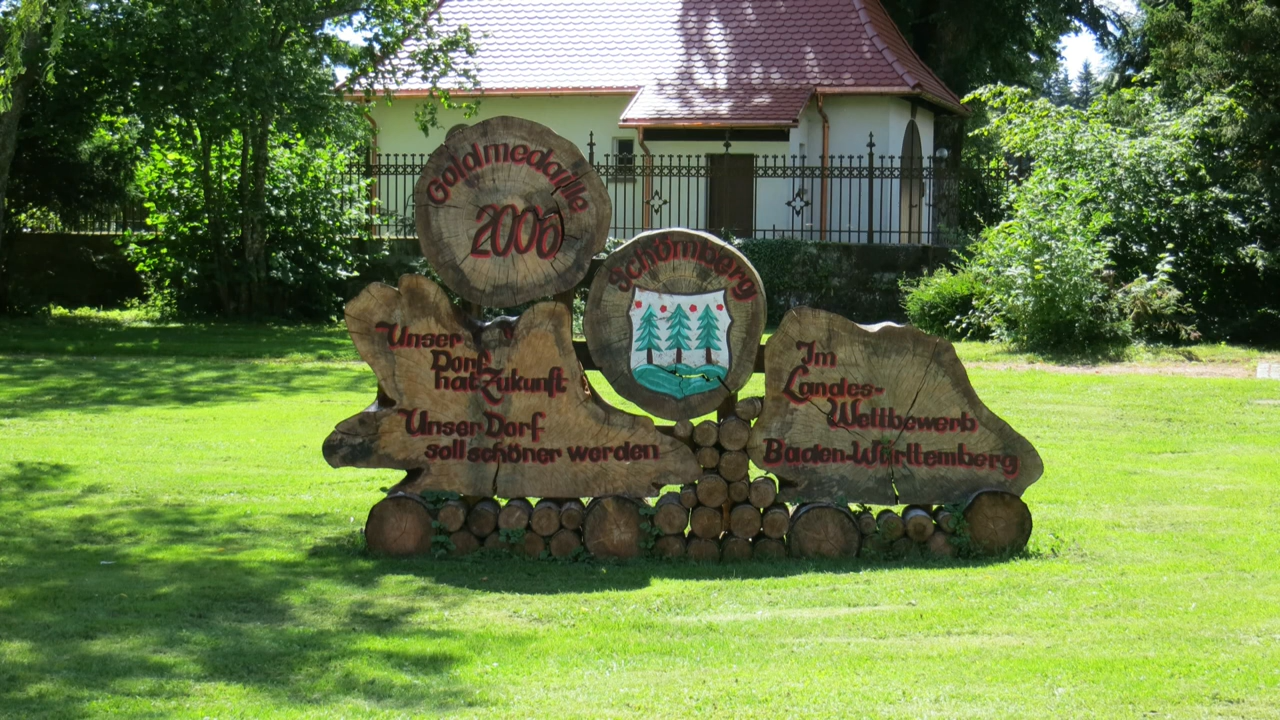 Goldmedaille
2006
Schömberg
Unser
Dorf
hat Zukunft
Unser Dorf
soll schöner werden
Im
Landes-
Wettbewerb
Baden-Württemberg